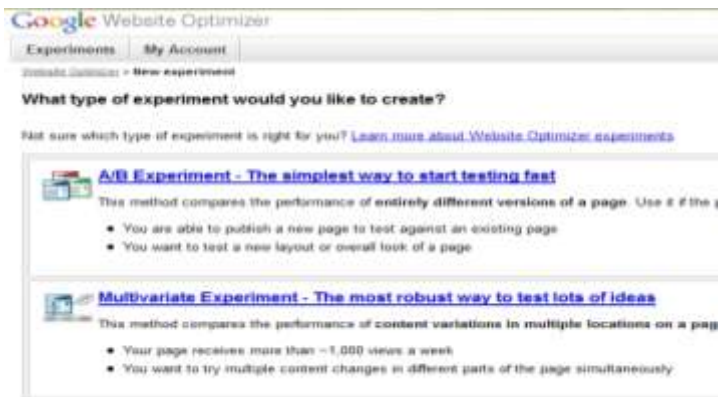 Google Website Optimizer
Experiments My Account
Website Optimizer > New experiment
What type of experiment would you like to create?
Not sure which type of experiment is right for you? Learn more about Website Optimizer experiments
A/B Experiment - The simplest way to start testing fast
This method compares the performance of entirely different versions of a page. Use it if the
You are able to publish a new page to test against an existing page
You want to test a new layout or overall look of a page
Multivariate Experiment - The most robust way to test lots of ideas
This method compares the performance of content variations in multiple locations on a pag
Your page receives more than ~1,000 views a week
You want to try multiple content changes in different parts of the page simultaneously